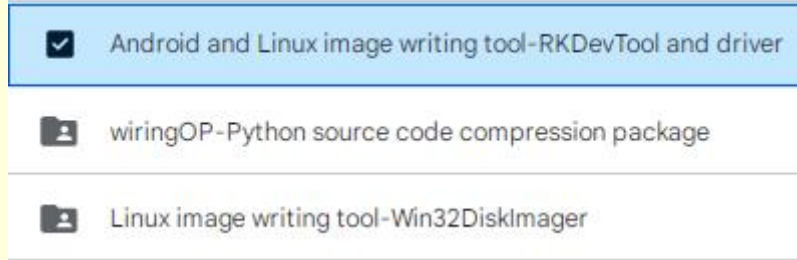 Android and Linux image writing tool-RKDevTool and driver
wiringOP-Python source code compression package
Linux image writing tool-Win32DiskImager